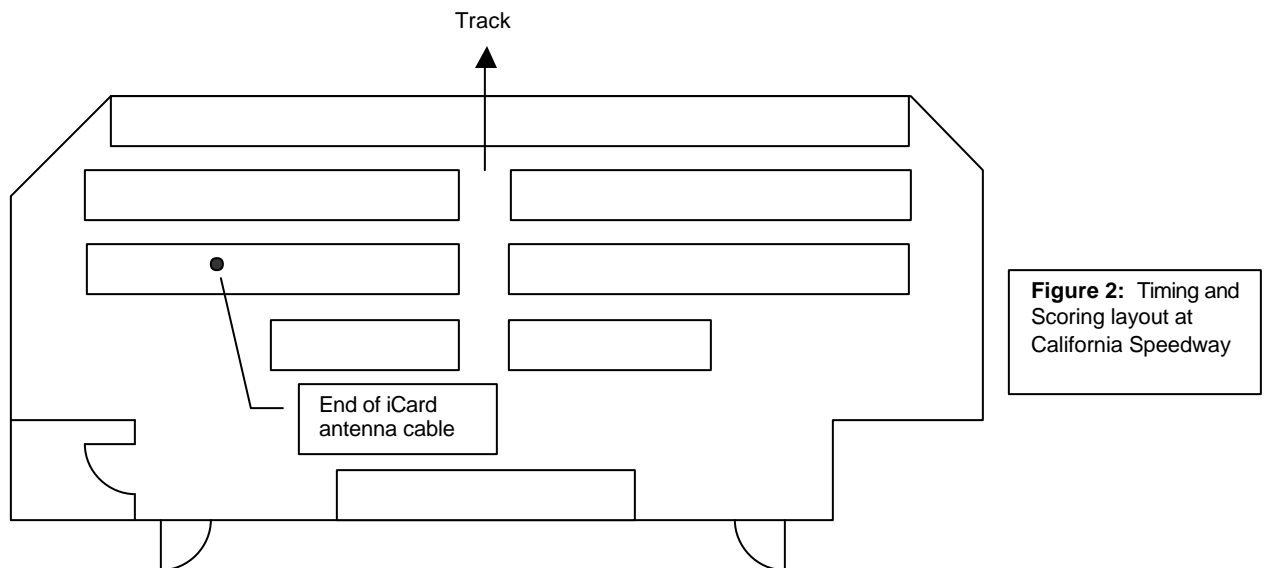 Track
Figure 2: Timing and
Scoring layout at
California Speedway
End of iCard
antenna cable